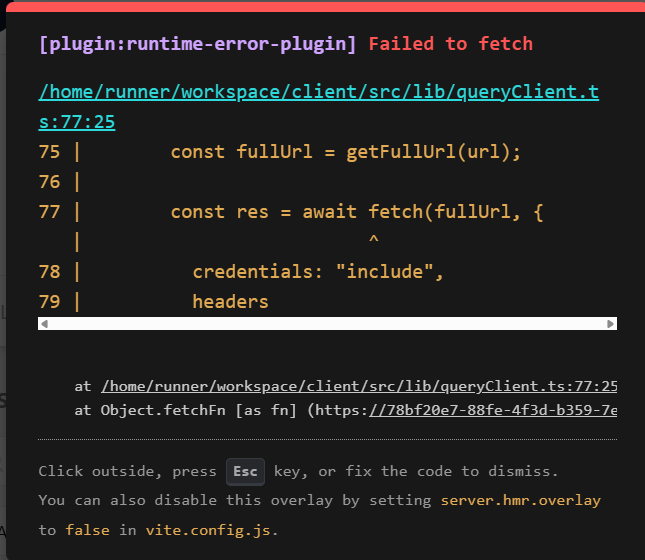 [plugin:runtime-error-plugin] Failed to fetch
/home/runner/workspace/client/src/lib/queryClient.t
s:77:25
75 |        const fullUrl = getFullUrl(url);
76 |
77 |        const res = await fetch(fullUrl, {
   |                          ^
78 |          credentials: "include",
79 |          headers
at /home/runner/workspace/client/src/lib/queryClient.ts:77:25
at Object.fetchFn [as fn] (https://78bf20e7-88fe-4f3d-b359-7e
Click outside, press Esc key, or fix the code to dismiss.
You can also disable this overlay by setting server.hmr.overlay
to false in vite.config.js.